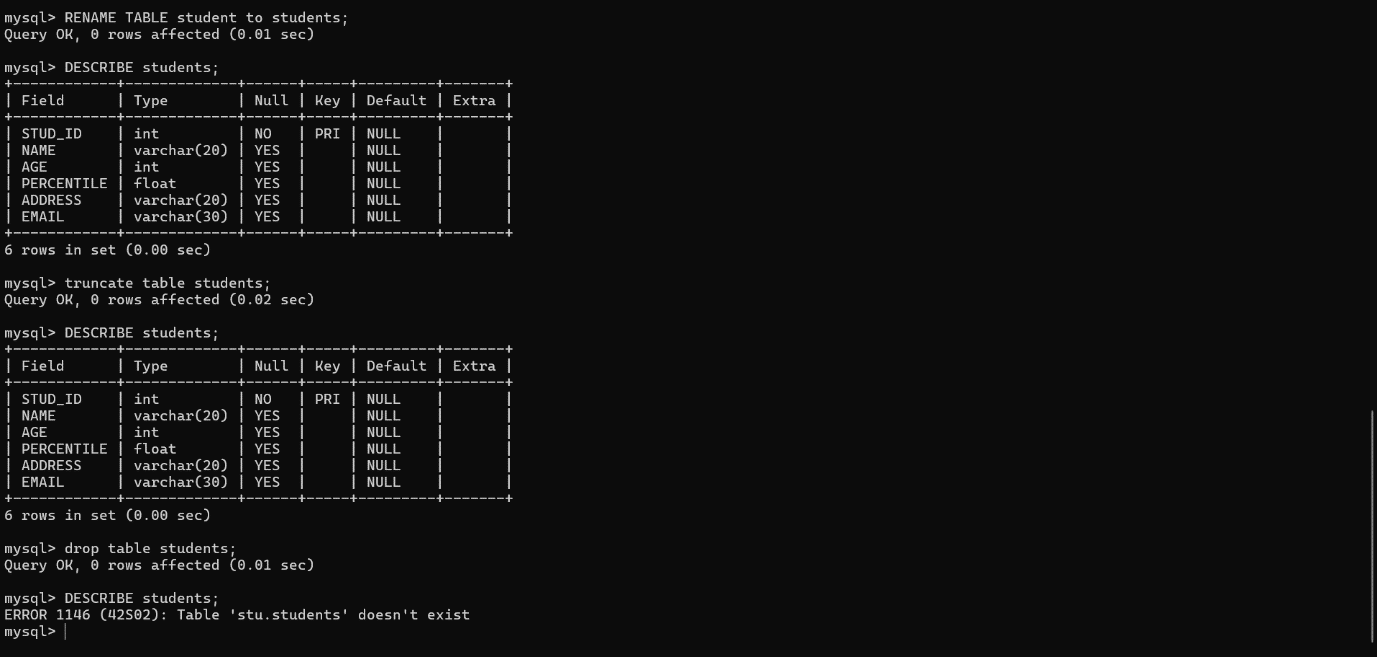 mysql> RENAME TABLE student to students;
Query OK, 0 rows affected (0.01 sec)

mysql> DESCRIBE students;
+------------+-------------+------+-----+---------+-------+
| Field      | Type        | Null | Key | Default | Extra |
+------------+-------------+------+-----+---------+-------+
| STUD_ID    | int         | NO   | PRI | NULL    |       |
| NAME       | varchar(20) | YES  |     | NULL    |       |
| AGE        | int         | YES  |     | NULL    |       |
| PERCENTILE | float       | YES  |     | NULL    |       |
| ADDRESS    | varchar(20) | YES  |     | NULL    |       |
| EMAIL      | varchar(30) | YES  |     | NULL    |       |
+------------+-------------+------+-----+---------+-------+
6 rows in set (0.00 sec)

mysql> truncate table students;
Query OK, 0 rows affected (0.02 sec)

mysql> DESCRIBE students;
+------------+-------------+------+-----+---------+-------+
| Field      | Type        | Null | Key | Default | Extra |
+------------+-------------+------+-----+---------+-------+
| STUD_ID    | int         | NO   | PRI | NULL    |       |
| NAME       | varchar(20) | YES  |     | NULL    |       |
| AGE        | int         | YES  |     | NULL    |       |
| PERCENTILE | float       | YES  |     | NULL    |       |
| ADDRESS    | varchar(20) | YES  |     | NULL    |       |
| EMAIL      | varchar(30) | YES  |     | NULL    |       |
+------------+-------------+------+-----+---------+-------+
6 rows in set (0.00 sec)

mysql> drop table students;
Query OK, 0 rows affected (0.01 sec)

mysql> DESCRIBE students;
ERROR 1146 (42S02): Table 'stu.students' doesn't exist
mysql>